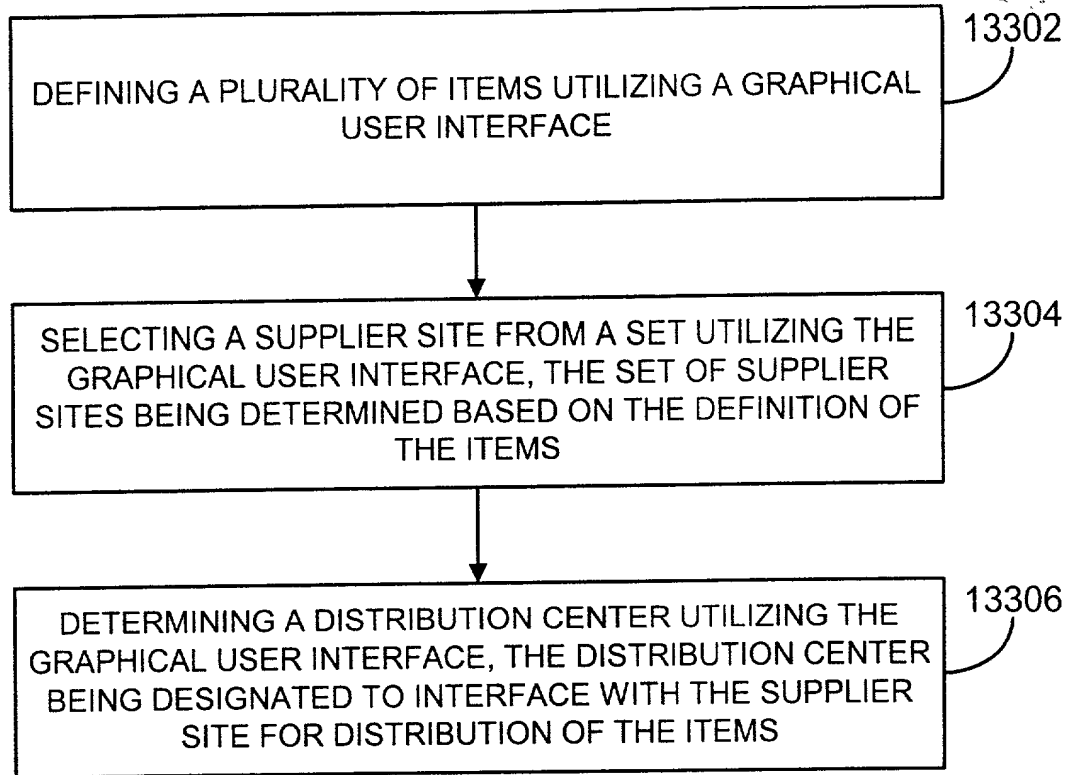 13302
DEFINING A PLURALITY OF ITEMS UTILIZING A GRAPHICAL
USER INTERFACE
13304
SELECTING A SUPPLIER SITE FROM A SET UTILIZING THE
GRAPHICAL USER INTERFACE, THE SET OF SUPPLIER
SITES BEING DETERMINED BASED ON THE DEFINITION OF
THE ITEMS
13306
DETERMINING A DISTRIBUTION CENTER UTILIZING THE
GRAPHICAL USER INTERFACE, THE DISTRIBUTION CENTER
BEING DESIGNATED TO INTERFACE WITH THE SUPPLIER
SITE FOR DISTRIBUTION OF THE ITEMS